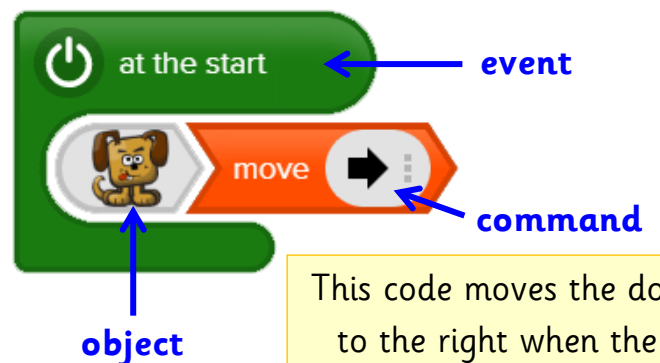 at the start
event
move
command
This code moves the do
to the right when the
object